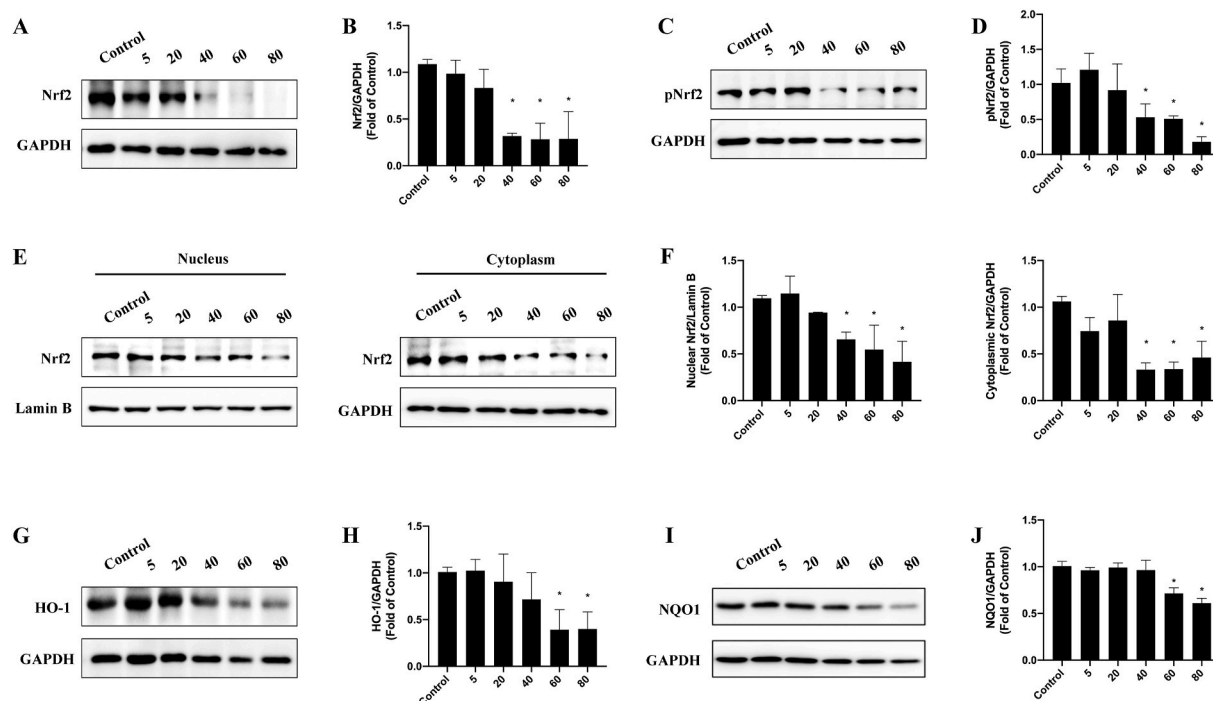 A
Control 5 20 40 60 80
Nrf2
GAPDH
B
Nrf2/GAPDH
(Fold of Control)
1.5
1.0
0.5
0.0
* * *
Control 5 20 40 60 80
C
Control 5 20 40 60 80
pNrf2
GAPDH
D
pNrf2/GAPDH
(Fold of Control)
2.0
1.5
1.0
0.5
0.0
* * *
Control 5 20 40 60 80
E
Nucleus
Control 5 20 40 60 80
Nrf2
Lamin B
Cytoplasm
Control 5 20 40 60 80
Nrf2
GAPDH
F
Nuclear Nrf2/Lamin B
(Fold of Control)
1.5
1.0
0.5
0.0
* * *
Control 5 20 40 60 80
Cytoplasmic Nrf2/GAPDH
(Fold of Control)
1.5
1.0
0.5
0.0
* * *
Control 5 20 40 60 80
G
Control 5 20 40 60 80
HO-1
GAPDH
H
HO-1/GAPDH
(Fold of Control)
1.5
1.0
0.5
0.0
* *
Control 5 20 40 60 80
I
Control 5 20 40 60 80
NQO1
GAPDH
J
NQO1/GAPDH
(Fold of Control)
1.5
1.0
0.5
0.0
* *
Control 5 20 40 60 80